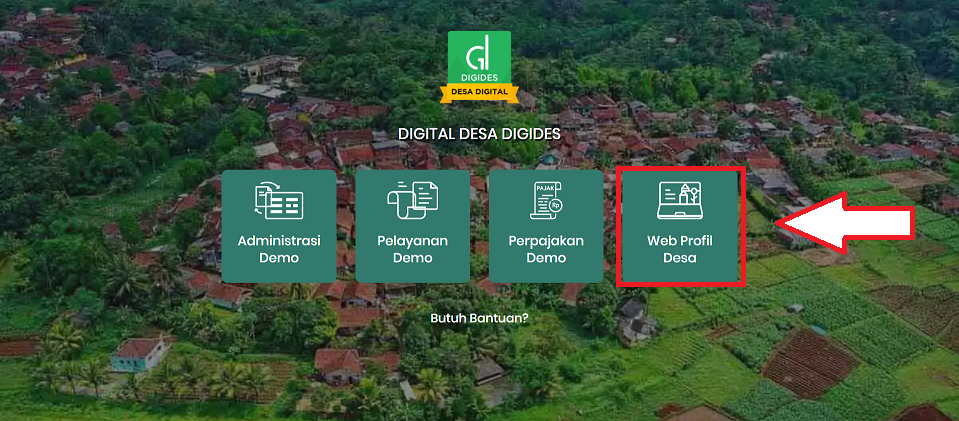 GD
DIGIDES
DESA DIGITAL
DIGITAL DESA DIGIDES
Administrasi
Demo
Pelayanan
Demo
PAJAK
Rp
Perpajakan
Demo
Web Profil
Desa
Butuh Bantuan?